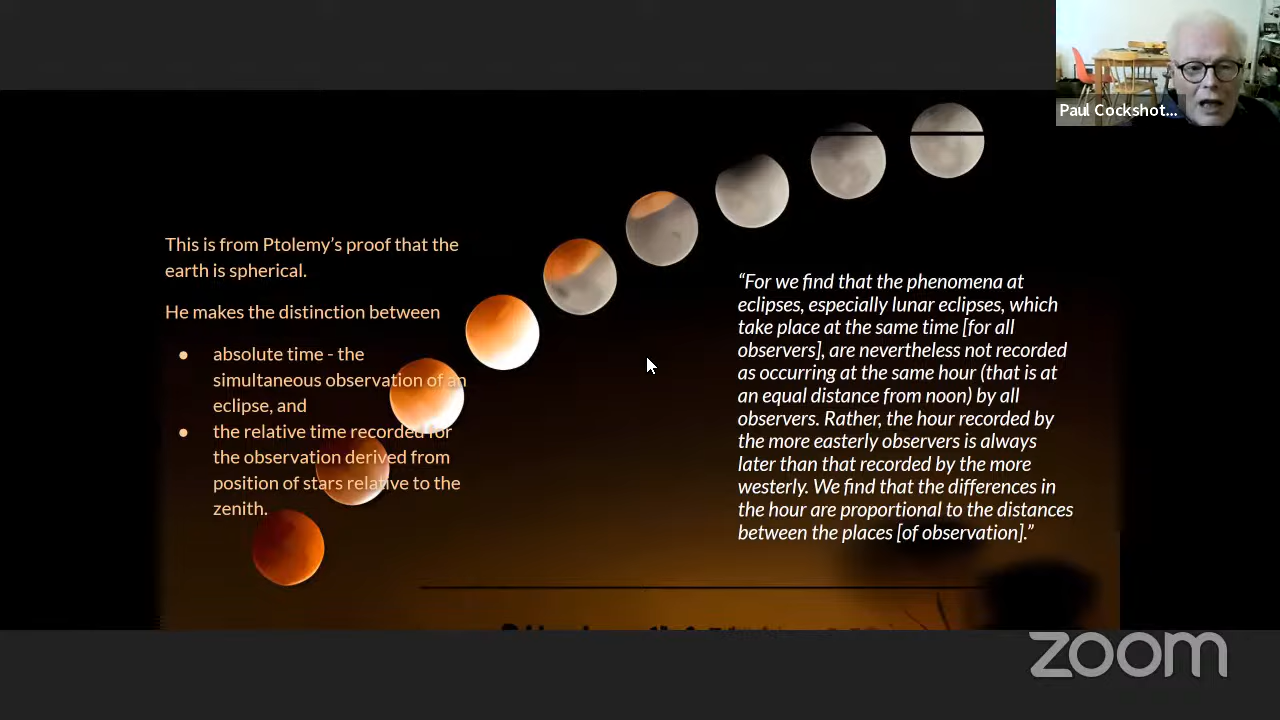 Paul Cockshot...
This is from Ptolemy’s proof that the
earth is spherical.
He makes the distinction between
● absolute time - the
simultaneous observation of an
eclipse, and
● the relative time recorded for
the observation derived from
position of stars relative to the
zenith.
“For we find that the phenomena at
eclipses, especially lunar eclipses, which
take place at the same time [for all
observers], are nevertheless not recorded
as occurring at the same hour (that is at
an equal distance from noon) by all
observers. Rather, the hour recorded by
the more easterly observers is always
later than that recorded by the more
westerly. We find that the differences in
the hour are proportional to the distances
between the places [of observation].”
zoom